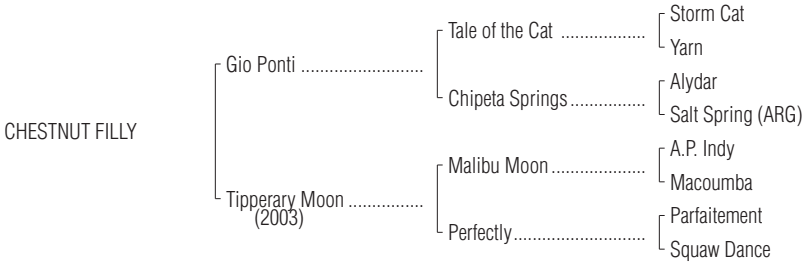 Storm Cat
Tale of the Cat ...................
Yarn
Gio Ponti ...........................
Alydar
Chipeta Springs.................
Salt Spring (ARG)
CHESTNUT FILLY
A.P. Indy
Malibu Moon .....................
Macoumba
Tipperary Moon .................
(2003)
Parfaitement
Perfectly.............................
Squaw Dance